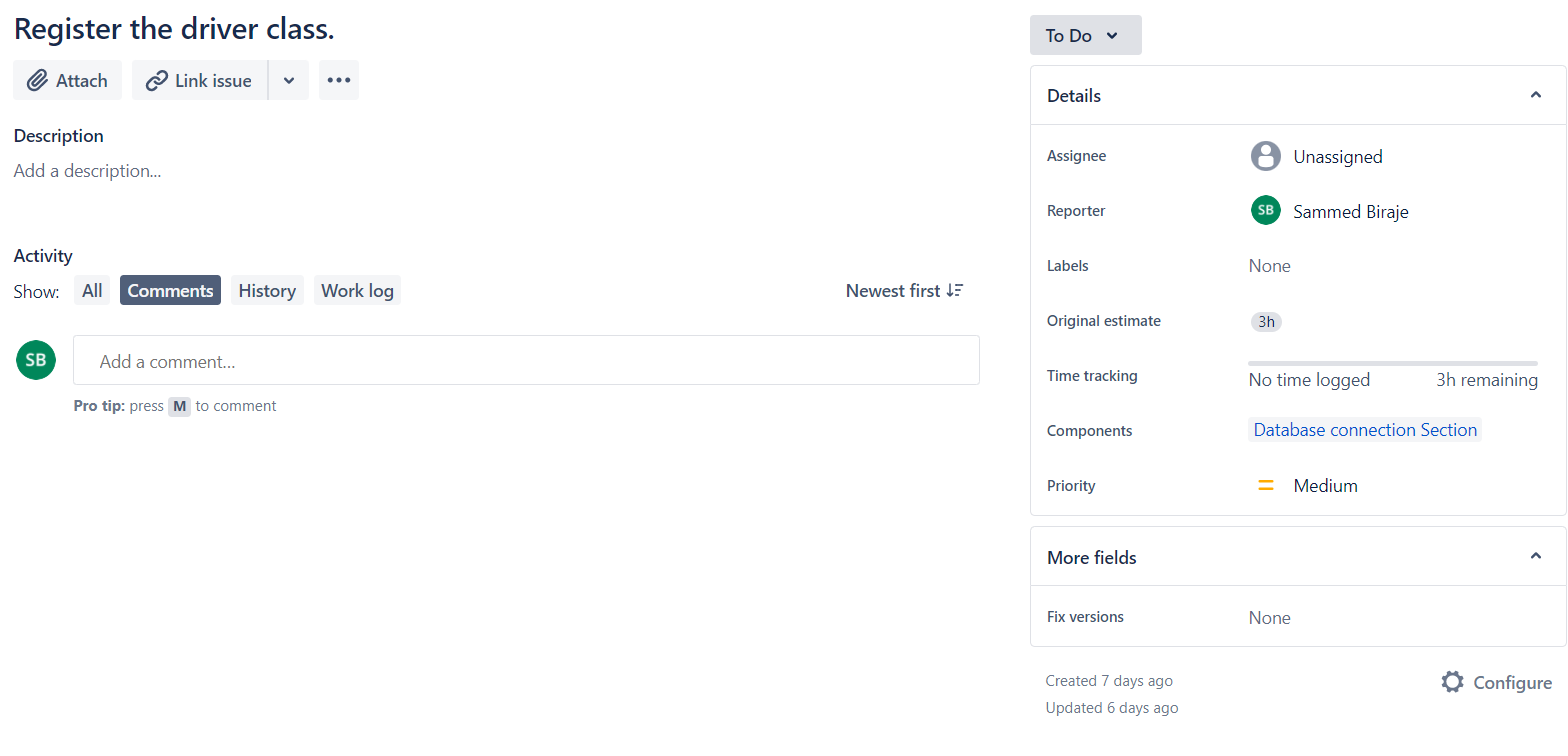 Register the driver class.
Attach
Link issue
Description
Add a description...
Activity
Show:
All
Comments
History
Work log
Newest first
SB
Add a comment...
Pro tip: press M to comment
To Do
Details
Assignee
Unassigned
Reporter
SB
Sammed Biraje
Labels
None
Original estimate
3h
Time tracking
No time logged
3h remaining
Components
Database connection Section
Priority
Medium
More fields
Fix versions
None
Created 7 days ago
Updated 6 days ago
Configure